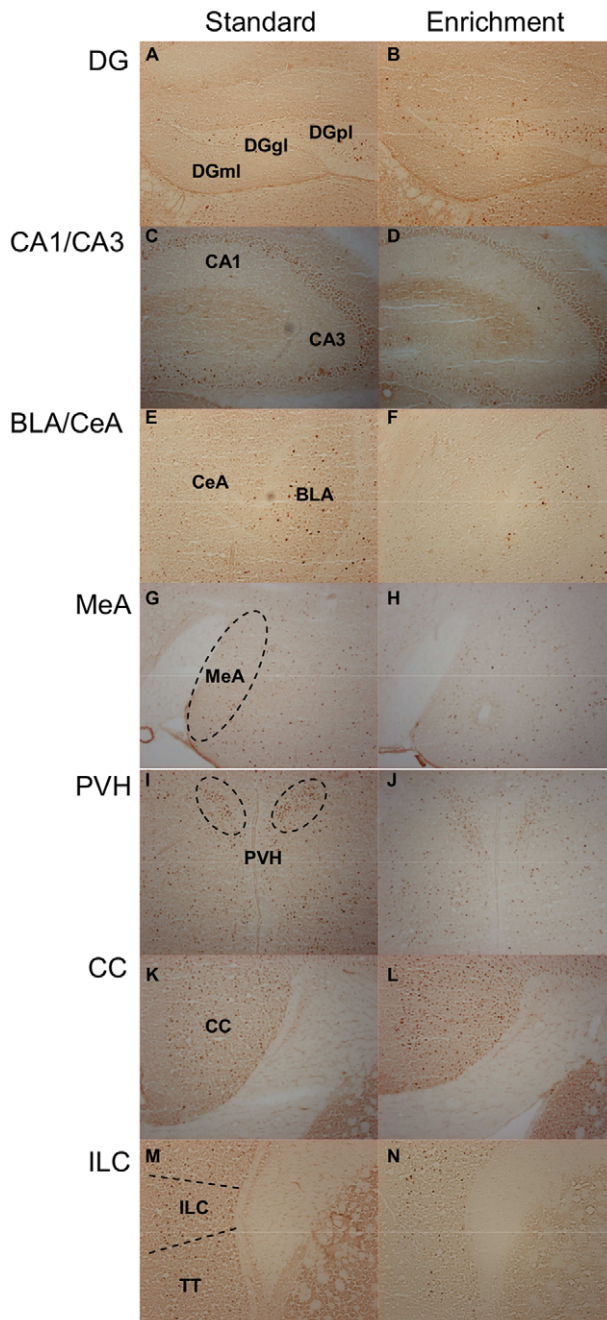 Standard Enrichment
DG
A B
DGpl
DGgl
DGml
CA1/CA3
C D
CA1
CA3
BLA/CeA
E F
CeA
BLA
MeA
G H
MeA
PVH
I J
PVH
CC
K L
CC
ILC
M N
ILC
TT